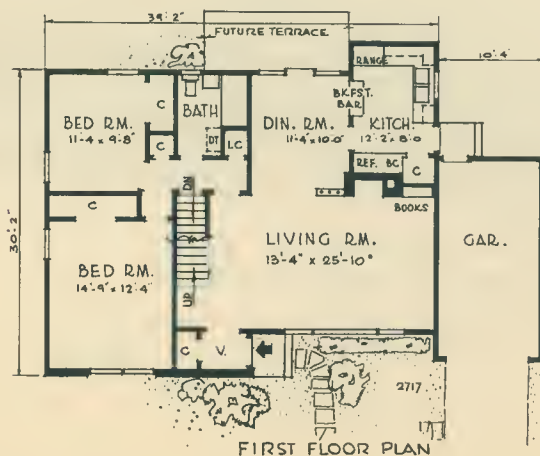 39'-2"
FUTURE TERRACE
10'-4"
RANGE
C
BATH
BKFST.
BAR
BED RM.
11'-4 x 9'-8"
DIN. RM.
11'-4" x 10'-0"
KITCH.
12'-2" x 8'-0
C
DT
LC
REF. BC
C
C
DN
BOOKS
30'-2"
LIVING RM.
13'-4" x 25'-10"
GAR.
BED RM.
14'-9" x 12'-4"
UP
C
V.
2717
17
FIRST FLOOR PLAN